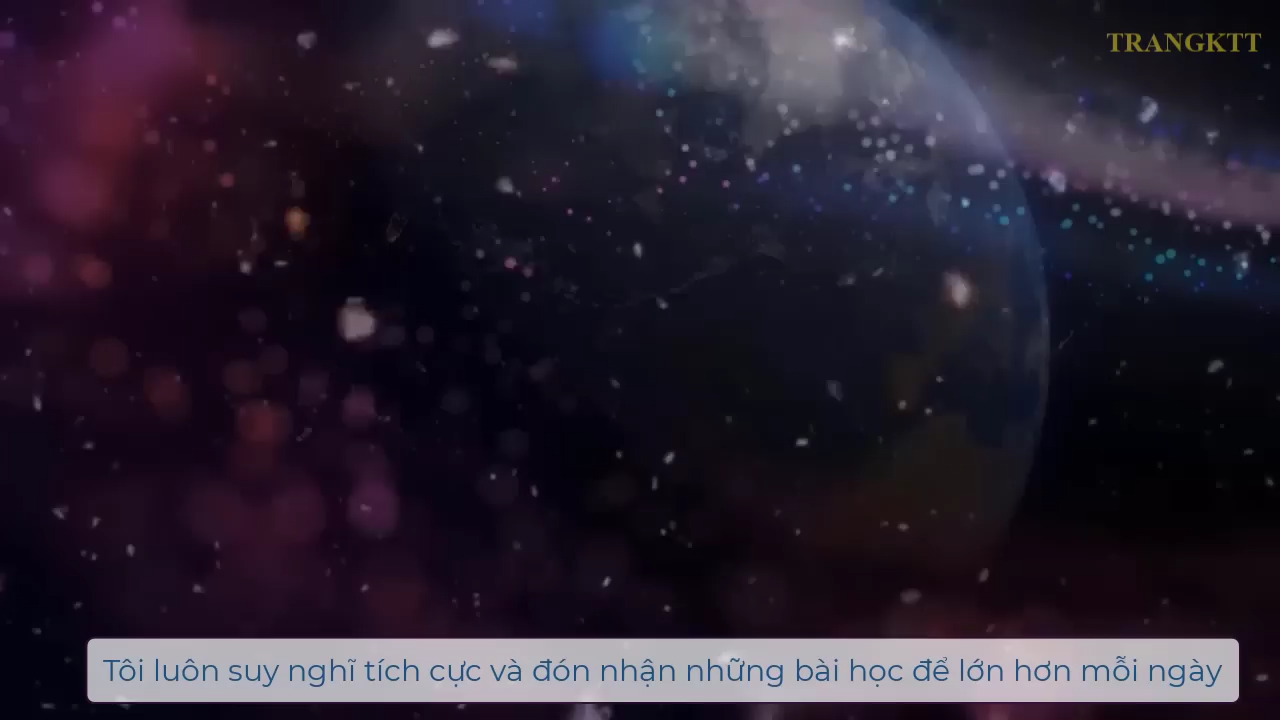 TRANGKTT
Tôi luôn suy nghĩ tích cực và đón nhận những bài học để lớn hơn mỗi ngày